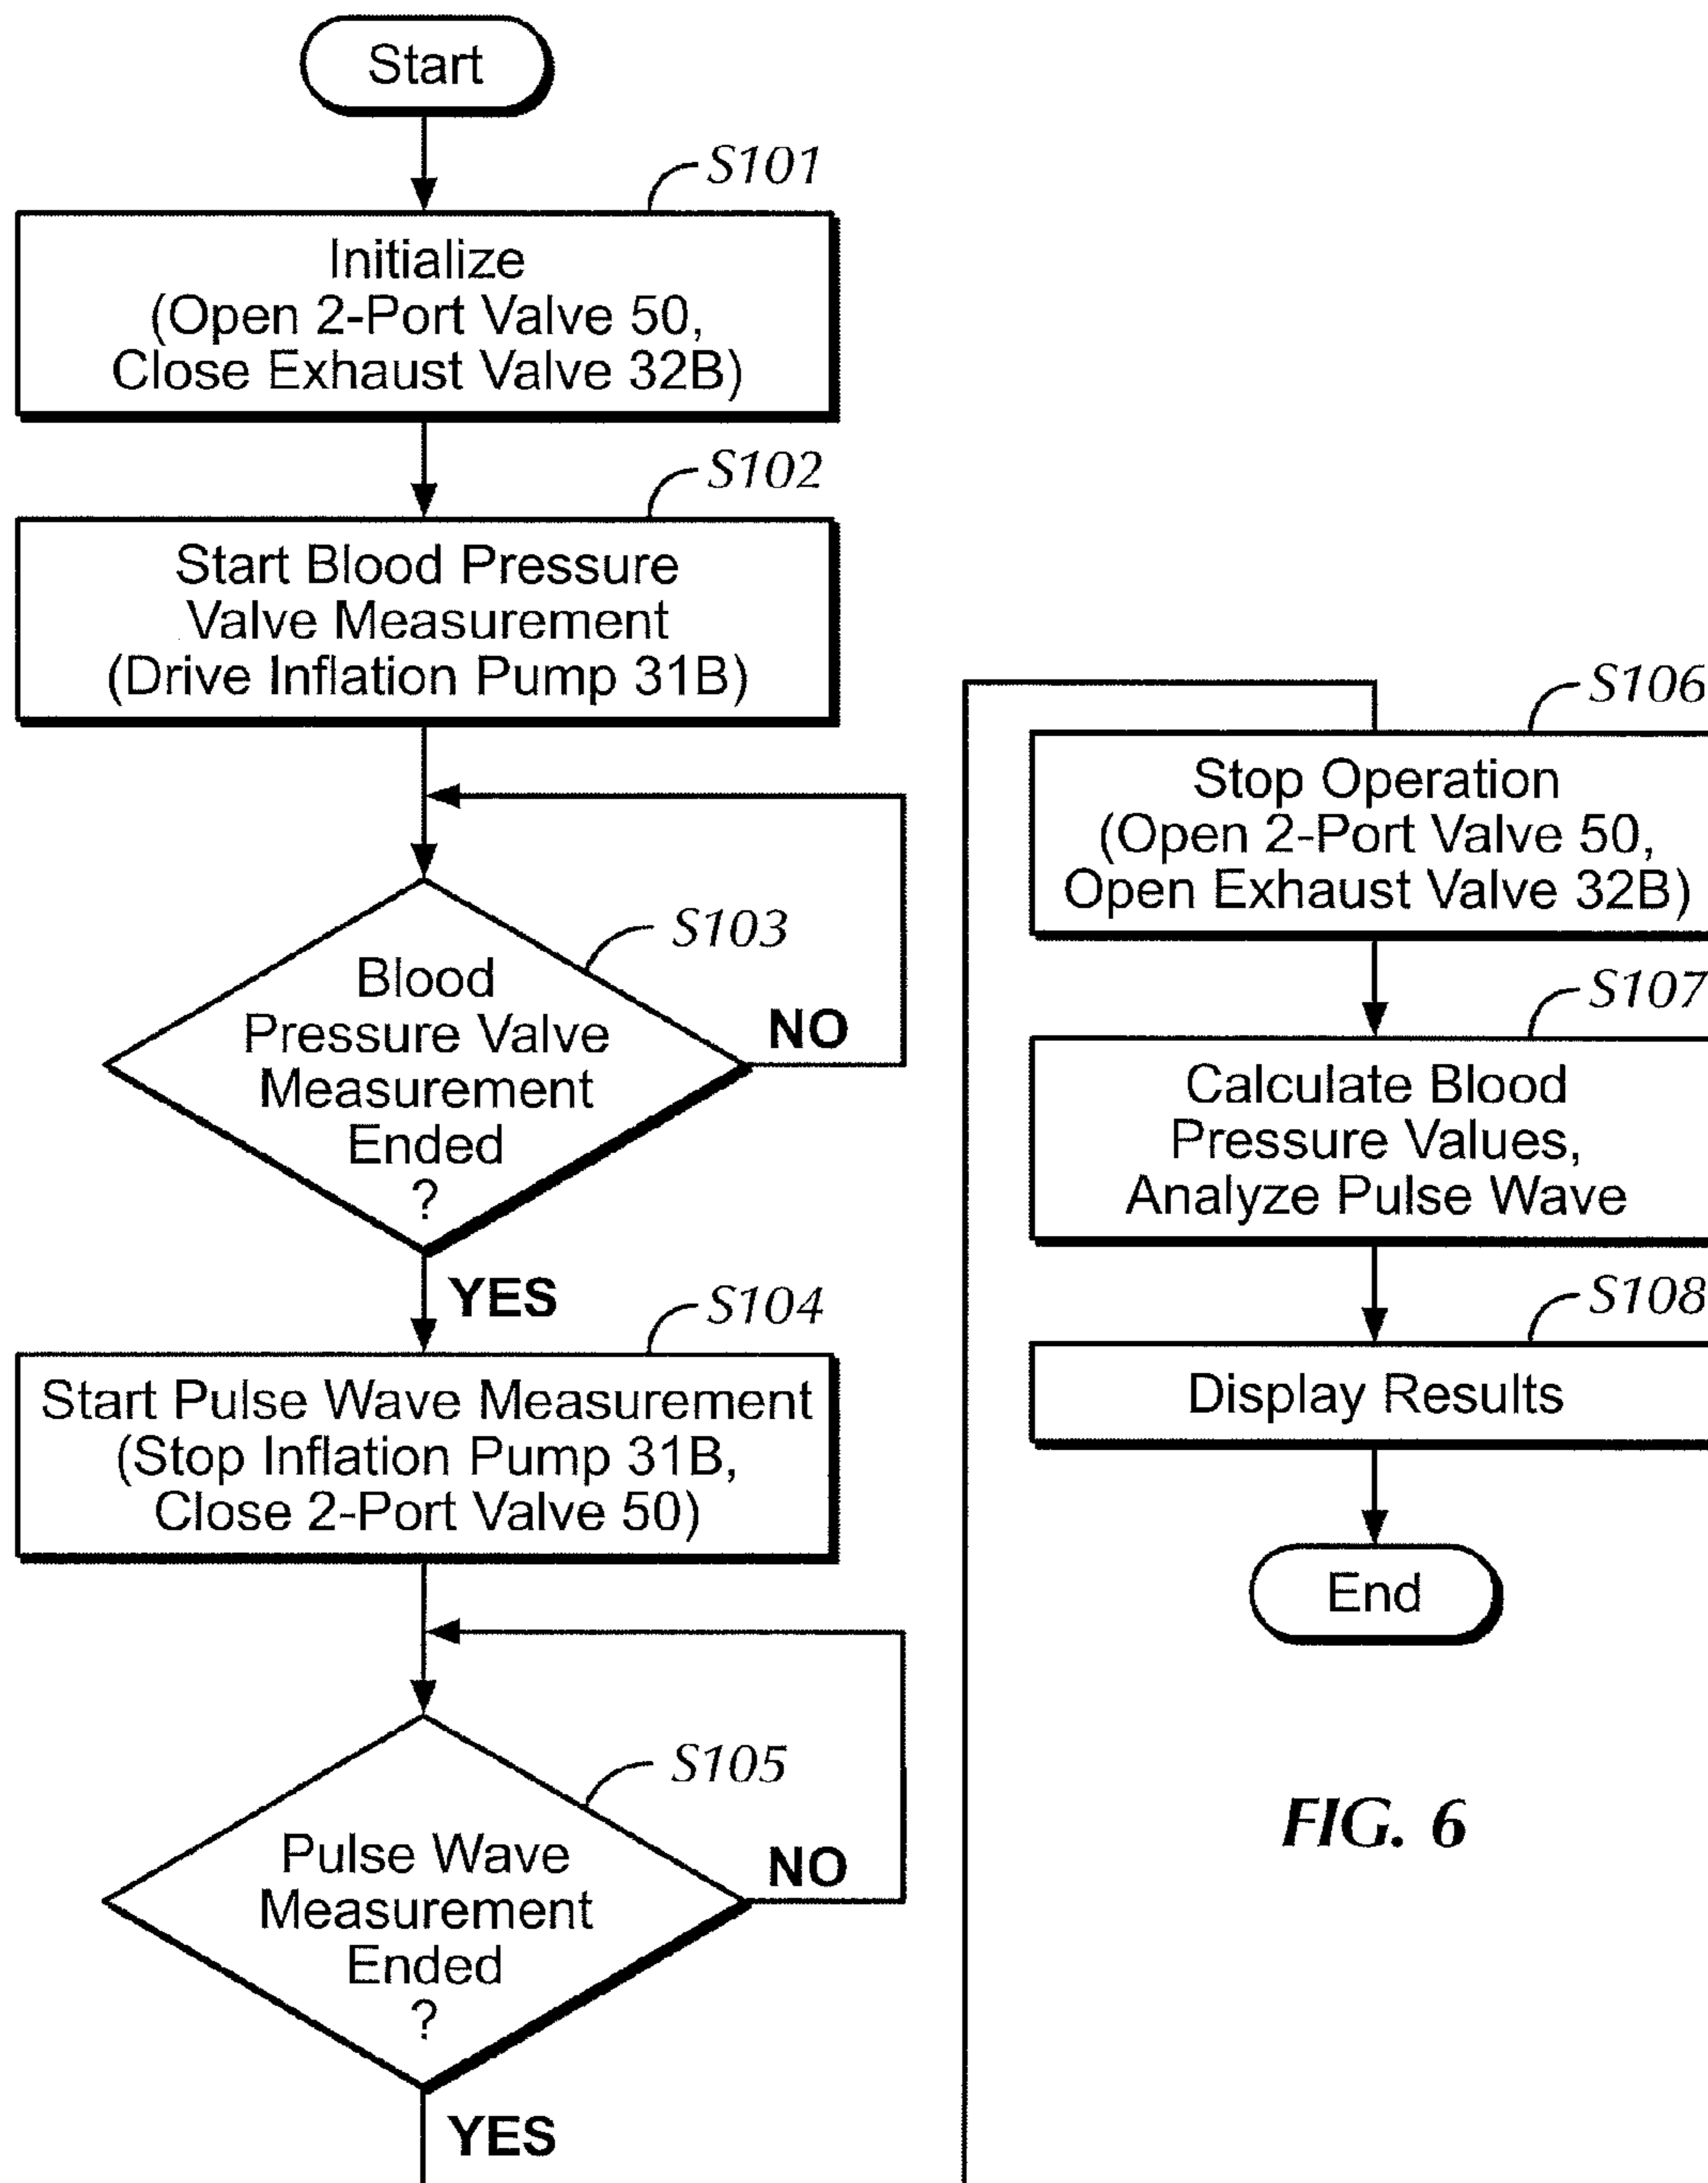 Start
S101
Initialize
(Open 2-Port Valve 50,
Close Exhaust Valve 32B)
S102
Start Blood Pressure
Valve Measurement
(Drive Inflation Pump 31B)
S103
Blood
Pressure Valve
Measurement
Ended
?
NO
YES
S104
Start Pulse Wave Measurement
(Stop Inflation Pump 31B,
Close 2-Port Valve 50)
S105
Pulse Wave
Measurement
Ended
?
NO
YES
S106
Stop Operation
(Open 2-Port Valve 50,
Open Exhaust Valve 32B)
S107
Calculate Blood
Pressure Values,
Analyze Pulse Wave
S108
Display Results
End
FIG. 6